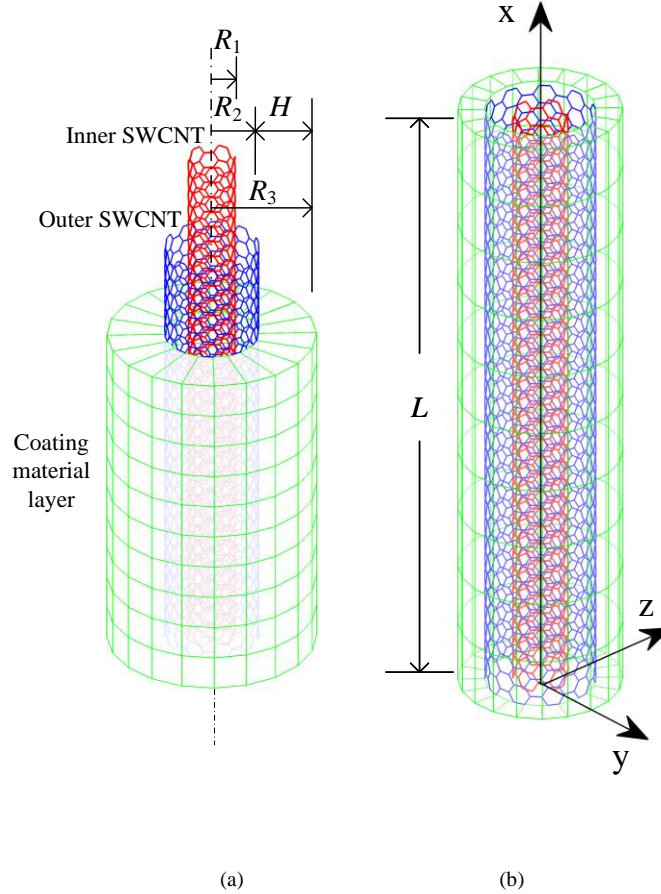 R1
R2 H
Inner SWCNT
R3
Outer SWCNT
Coating
material
layer
(a)
x
L
z
y
(b)